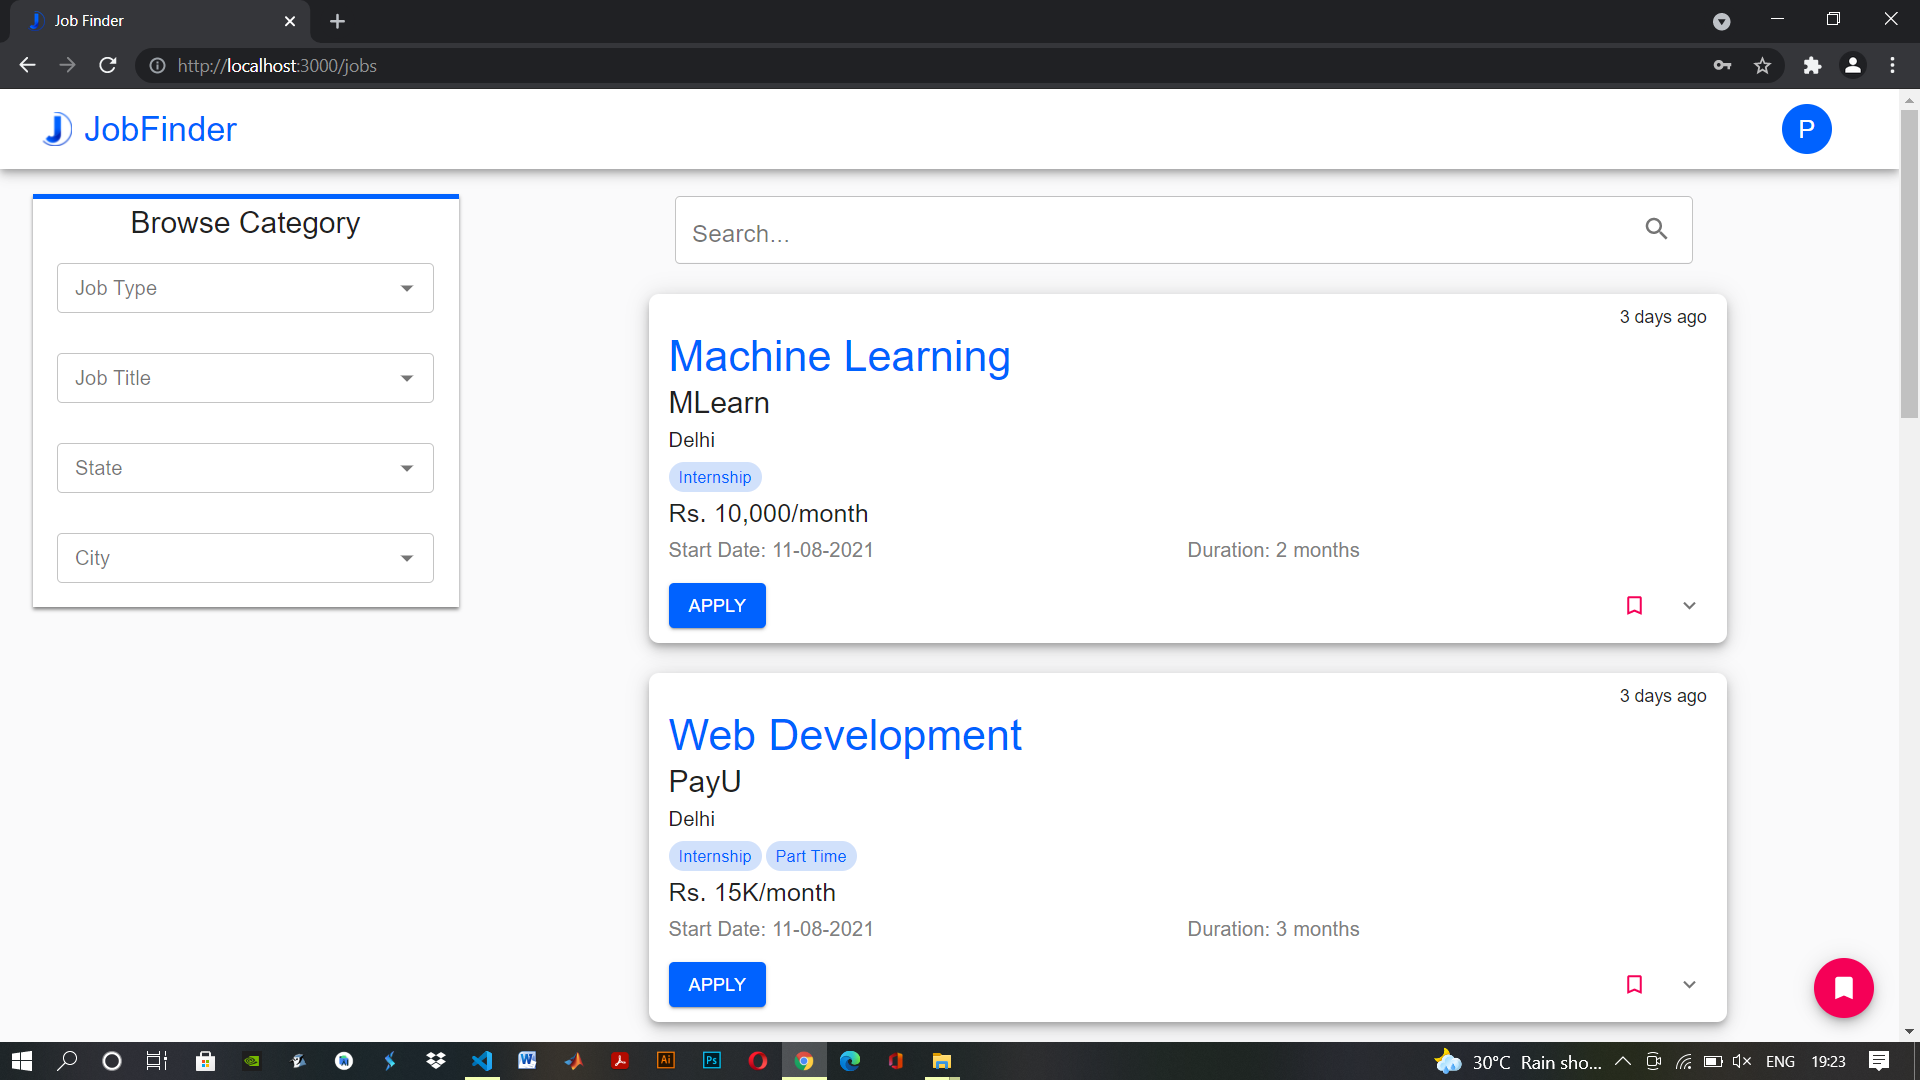 Job Finder
http://localhost:3000/jobs
J JobFinder
P
Browse Category
Job Type
Job Title
State
City
Search...
3 days ago
Machine Learning
MLearn
Delhi
Internship
Rs. 10,000/month
Start Date: 11-08-2021 Duration: 2 months
APPLY
3 days ago
Web Development
PayU
Delhi
Internship Part Time
Rs. 15K/month
Start Date: 11-08-2021 Duration: 3 months
APPLY
W Ai Ps
30°C Rain sho... ENG 19:23